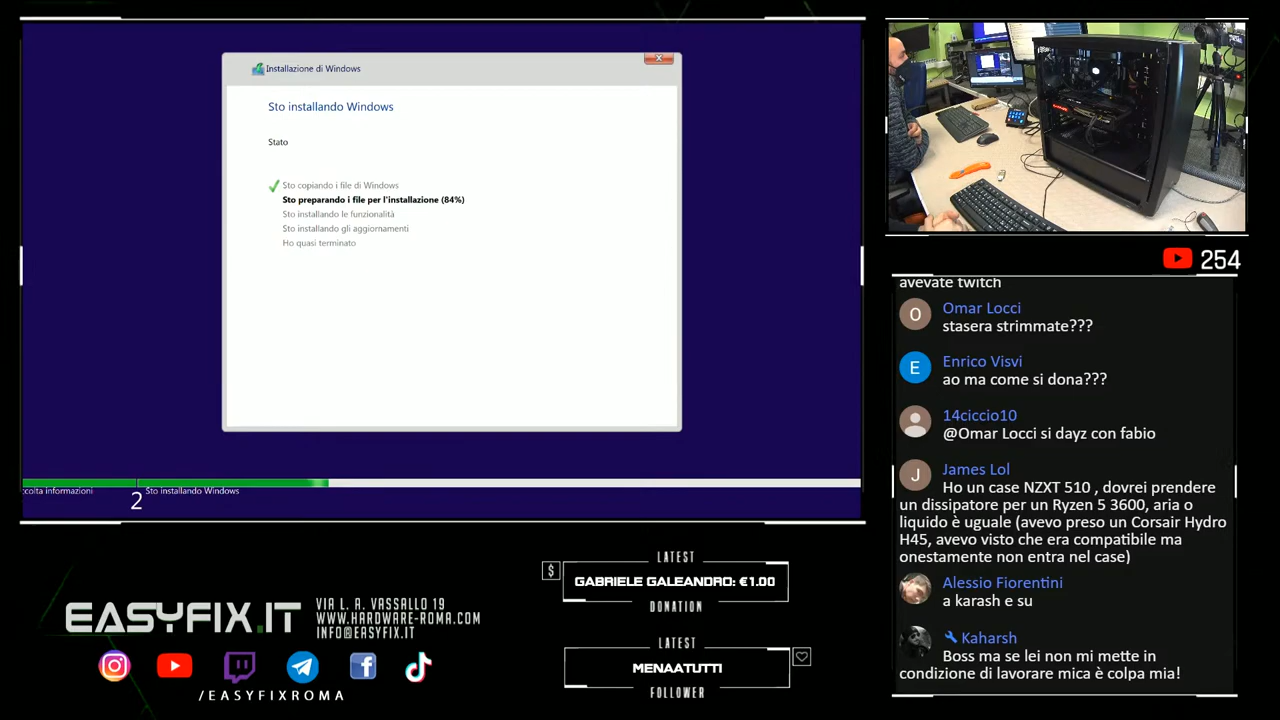 Installazione di Windows
Sto installando Windows
Stato
Sto copiando i file di Windows
Sto preparando i file per l'installazione (84%)
Sto installando le funzionalità
Sto installando gli aggiornamenti
Ho quasi terminato
colta informazioni
2
Sto installando Windows
254
avevate twitch
O
Omar Locci
stasera strimmate???
E
Enrico Visvi
ao ma come si dona???
14ciccio10
@Omar Locci si dayz con fabio
J
James Lol
Ho un case NZXT 510 , dovrei prendere
un dissipatore per un Ryzen 5 3600, aria o
liquido è uguale (avevo preso un Corsair Hydro
H45, avevo visto che era compatibile ma
onestamente non entra nel case)
Alessio Fiorentini
a karash e su
Kaharsh
Boss ma se lei non mi mette in
condizione di lavorare mica è colpa mia!
EASYFIX.IT
VIA L. A. VASSALLO 19
WWW.HARDWARE-ROMA.COM
INFO@EASYFIX.IT
/EASYFIXROMA
$
LATEST
GABRIELE GALEANDRO: €1.00
DONATION
LATEST
MENAATUTTI
FOLLOWER